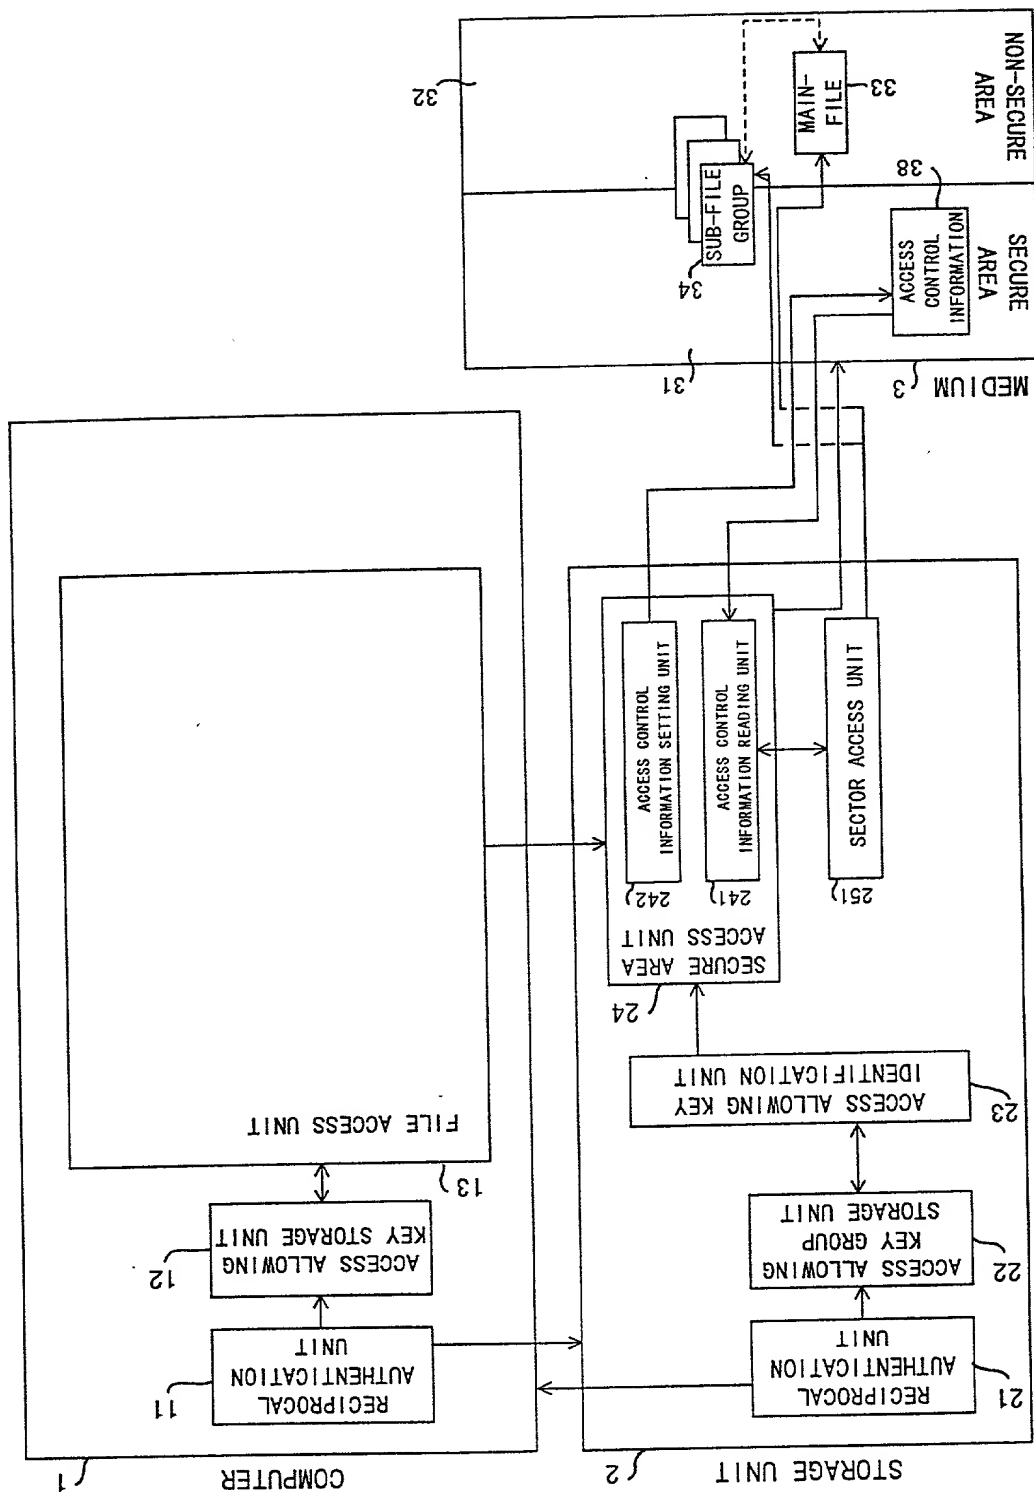 COMPUTER
1
RECIPROCAL
AUTHENTICATION
UNIT
11
ACCESS ALLOWING
KEY STORAGE UNIT
12
13
FILE ACCESS UNIT
STORAGE UNIT
2
RECIPROCAL
AUTHENTICATION
UNIT
21
ACCESS ALLOWING
KEY GROUP
STORAGE UNIT
22
ACCESS ALLOWING KEY
IDENTIFICATION UNIT
23
24
SECURE AREA
ACCESS UNIT
241
ACCESS CONTROL
INFORMATION READING UNIT
242
ACCESS CONTROL
INFORMATION SETTING UNIT
251
SECTOR ACCESS UNIT
MEDIUM
3
31
SECURE
AREA
ACCESS
CONTROL
INFORMATION
38
34
SUB-FILE
GROUP
MAIN-
FILE
33
32
NON-SECURE
AREA